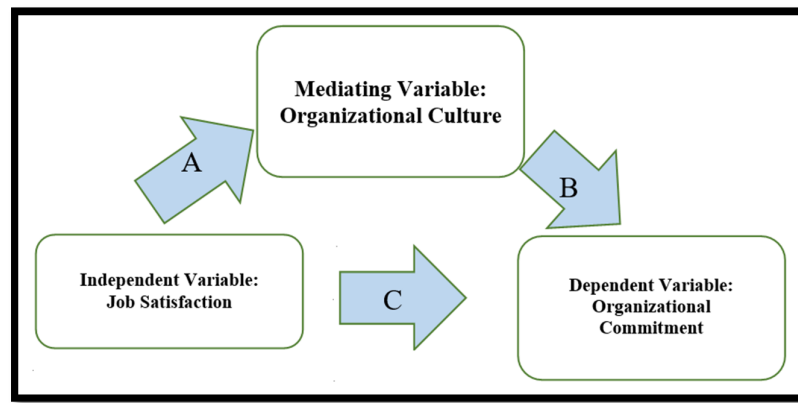 Mediating Variable:
Organizational Culture
A
B
Independent Variable:
Job Satisfaction
C
Dependent Variable:
Organizational
Commitment